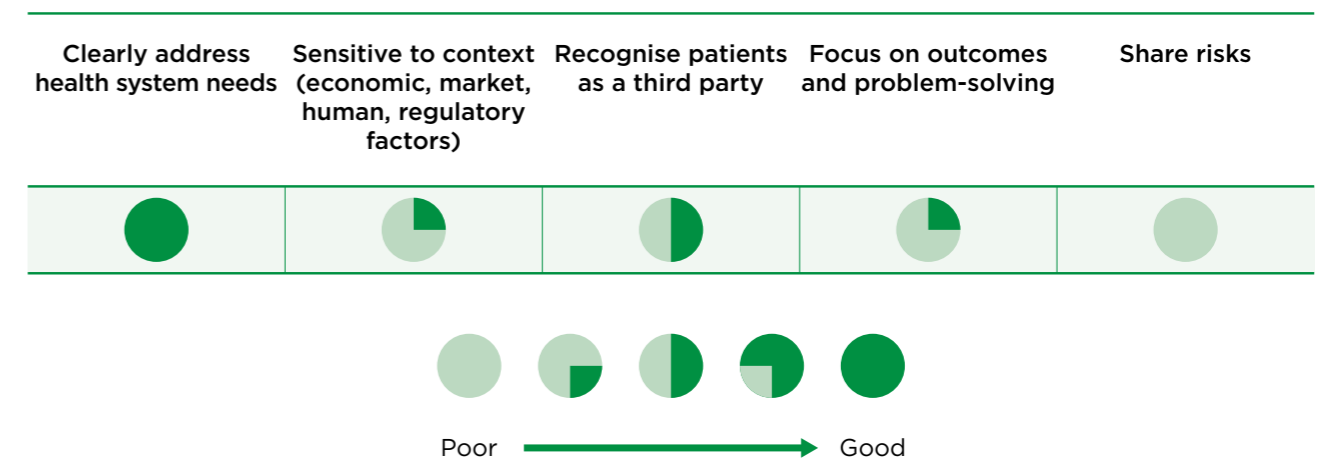 Clearly address
health system needs
Sensitive to context
(economic, market,
human, regulatory
factors)
Recognise patients
as a third party
Focus on outcomes
and problem-solving
Share risks
Poor
Good